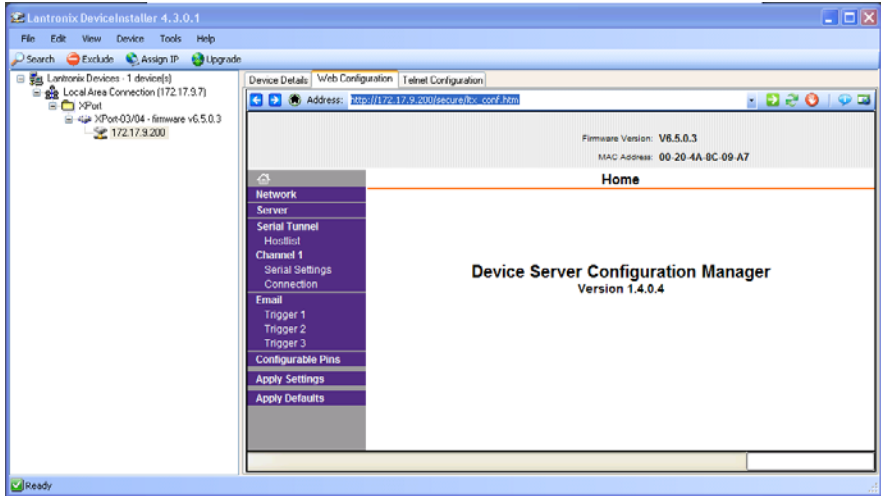 Lantronix DeviceInstaller 4.3.0.1
File Edit View Device Tools Help
Search Exclude Assign IP Upgrade
Lantronix Devices - 1 device(s)
Local Area Connection (172.17.9.7)
XPort
XPort-03/04 - firmware v6.5.0.3
172.17.9.200
Device Details Web Configuration Telnet Configuration
Address: http://172.17.9.200/secure/ltx_conf.htm
Firmware Version: V6.5.0.3
MAC Address: 00-20-4A-8C-09-A7
Home
Network
Server
Serial Tunnel
Hostlist
Channel 1
Serial Settings
Connection
Email
Trigger 1
Trigger 2
Trigger 3
Configurable Pins
Apply Settings
Apply Defaults
Device Server Configuration Manager
Version 1.4.0.4
Ready